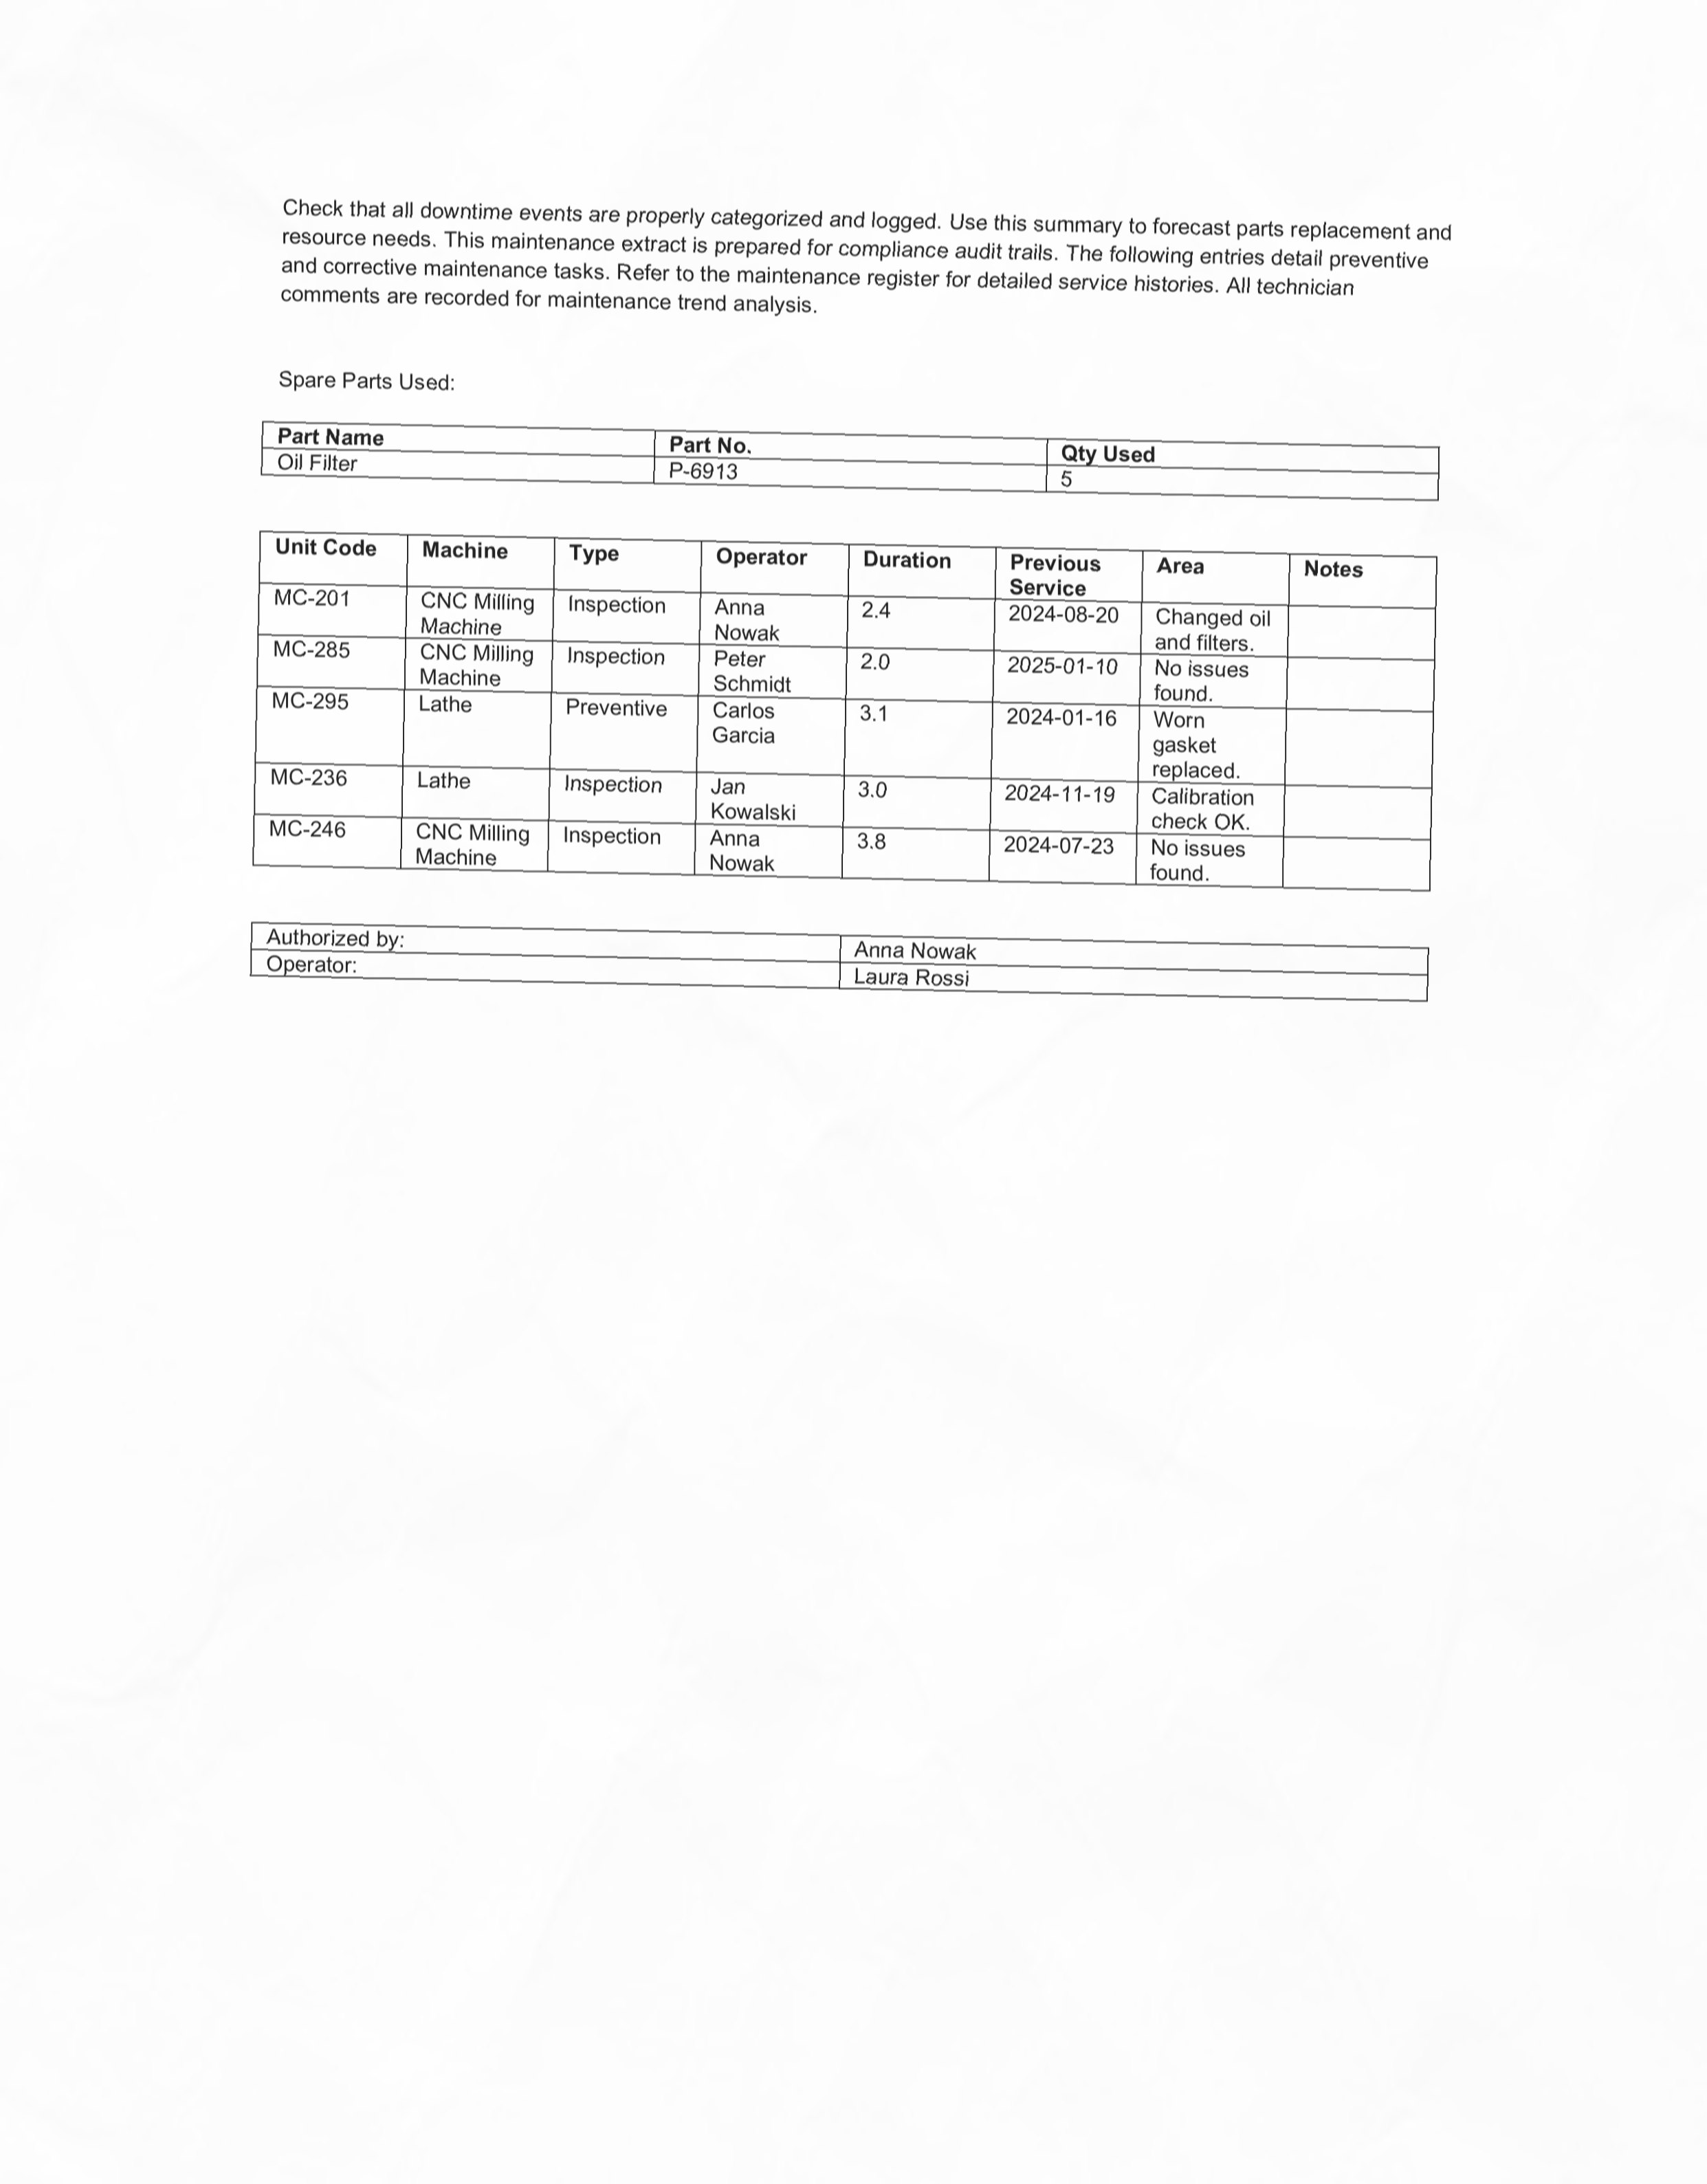 Check that all downtime events are properly categorized and logged. Use this summary to forecast parts replacement and
resource needs. This maintenance extract is prepared for compliance audit trails. The following entries detail preventive
and corrective maintenance tasks. Refer to the maintenance register for detailed service histories. All technician
comments are recorded for maintenance trend analysis.
Spare Parts Used:
Part Name Part No. Qty Used
Oil Filter P-6913 5
Unit Code Machine Type Operator Duration Previous Area Notes
Service
MC-201 CNC Milling Inspection Anna 2.4 2024-08-20 Changed oil
Machine Nowak and filters.
MC-285 CNC Milling Inspection Peter 2.0 2025-01-10 No issues
Machine Schmidt found.
MC-295 Lathe Preventive Carlos 3.1 2024-01-16 Worn
Garcia gasket
replaced.
MC-236 Lathe Inspection Jan 3.0 2024-11-19 Calibration
Kowalski check OK.
MC-246 CNC Milling Inspection Anna 3.8 2024-07-23 No issues
Machine Nowak found.
Authorized by: Anna Nowak
Operator: Laura Rossi